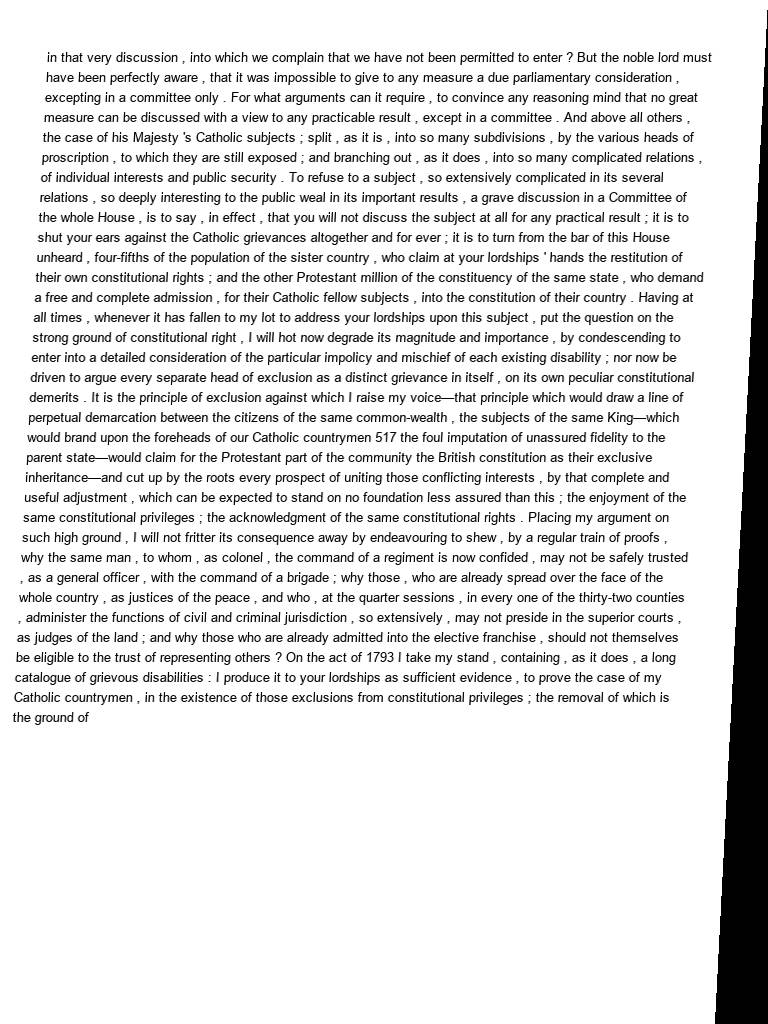 in that very discussion , into which we complain that we have not been permitted to enter ? But the noble lord must
have been perfectly aware , that it was impossible to give to any measure a due parliamentary consideration ,
excepting in a committee only . For what arguments can it require , to convince any reasoning mind that no great
measure can be discussed with a view to any practicable result , except in a committee . And above all others ,
the case of his Majesty 's Catholic subjects ; split , as it is , into so many subdivisions , by the various heads of
proscription , to which they are still exposed ; and branching out , as it does , into so many complicated relations ,
of individual interests and public security . To refuse to a subject , so extensively complicated in its several
relations , so deeply interesting to the public weal in its important results , a grave discussion in a Committee of
the whole House , is to say , in effect , that you will not discuss the subject at all for any practical result ; it is to
shut your ears against the Catholic grievances altogether and for ever ; it is to turn from the bar of this House
unheard , four-fifths of the population of the sister country , who claim at your lordships ' hands the restitution of
their own constitutional rights ; and the other Protestant million of the constituency of the same state , who demand
a free and complete admission , for their Catholic fellow subjects , into the constitution of their country . Having at
all times , whenever it has fallen to my lot to address your lordships upon this subject , put the question on the
strong ground of constitutional right , I will hot now degrade its magnitude and importance , by condescending to
enter into a detailed consideration of the particular impolicy and mischief of each existing disability ; nor now be
driven to argue every separate head of exclusion as a distinct grievance in itself , on its own peculiar constitutional
demerits . It is the principle of exclusion against which I raise my voice—that principle which would draw a line of
perpetual demarcation between the citizens of the same common-wealth , the subjects of the same King—which
would brand upon the foreheads of our Catholic countrymen 517 the foul imputation of unassured fidelity to the
parent state—would claim for the Protestant part of the community the British constitution as their exclusive
inheritance—and cut up by the roots every prospect of uniting those conflicting interests , by that complete and
useful adjustment , which can be expected to stand on no foundation less assured than this ; the enjoyment of the
same constitutional privileges ; the acknowledgment of the same constitutional rights . Placing my argument on
such high ground , I will not fritter its consequence away by endeavouring to shew , by a regular train of proofs ,
why the same man , to whom , as colonel , the command of a regiment is now confided , may not be safely trusted
, as a general officer , with the command of a brigade ; why those , who are already spread over the face of the
whole country , as justices of the peace , and who , at the quarter sessions , in every one of the thirty-two counties
, administer the functions of civil and criminal jurisdiction , so extensively , may not preside in the superior courts ,
as judges of the land ; and why those who are already admitted into the elective franchise , should not themselves
be eligible to the trust of representing others ? On the act of 1793 I take my stand , containing , as it does , a long
catalogue of grievous disabilities : I produce it to your lordships as sufficient evidence , to prove the case of my
Catholic countrymen , in the existence of those exclusions from constitutional privileges ; the removal of which is
the ground of